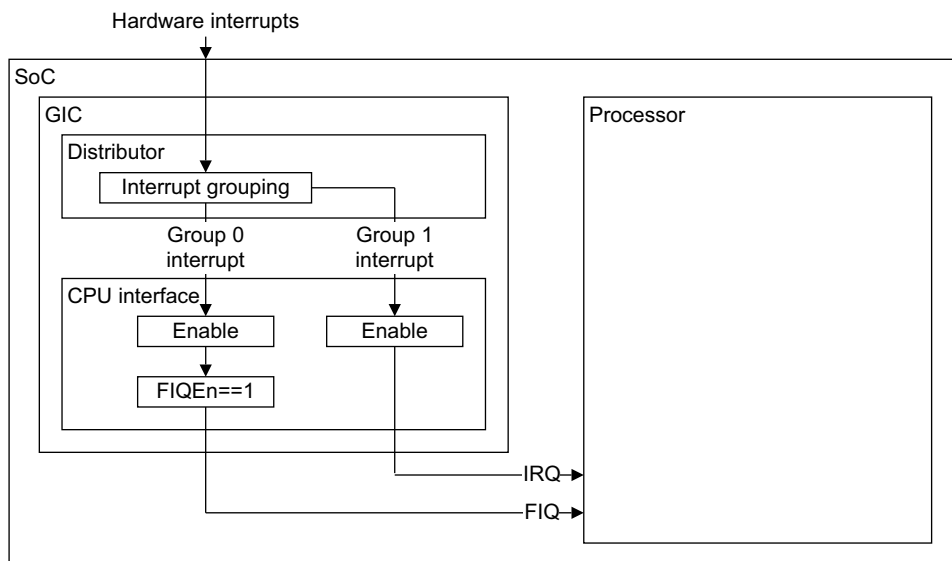 Hardware interrupts
SoC
GIC
Processor
Distributor
Interrupt grouping
Group 0
interrupt
Group 1
interrupt
CPU interface
Enable
Enable
FIQEn==1
IRQ
FIQ